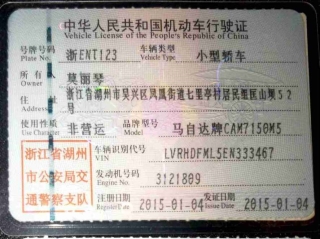 中华人民共和国机动车行驶证
Vehicle License of the People's Republic of China
号牌号码 浙ENT123 车辆类型 小型轿车
Plate No. Vehicle Type
所有人 莫丽琴
Owner
住址 浙江省湖州市吴兴区凤凰街道七里亭村居民组匡山坝52号
Address
使用性质 非营运 品牌型号 马自达牌CAM7150M5
Use Character Model
浙江省湖州市公安局交通警察支队
车辆识别代号 LVRHDFML5EN333467
VIN
发动机号码 3121809
Engine No.
注册日期 2015-01-04 发证日期 2015-01-04
Register Date Issue Date